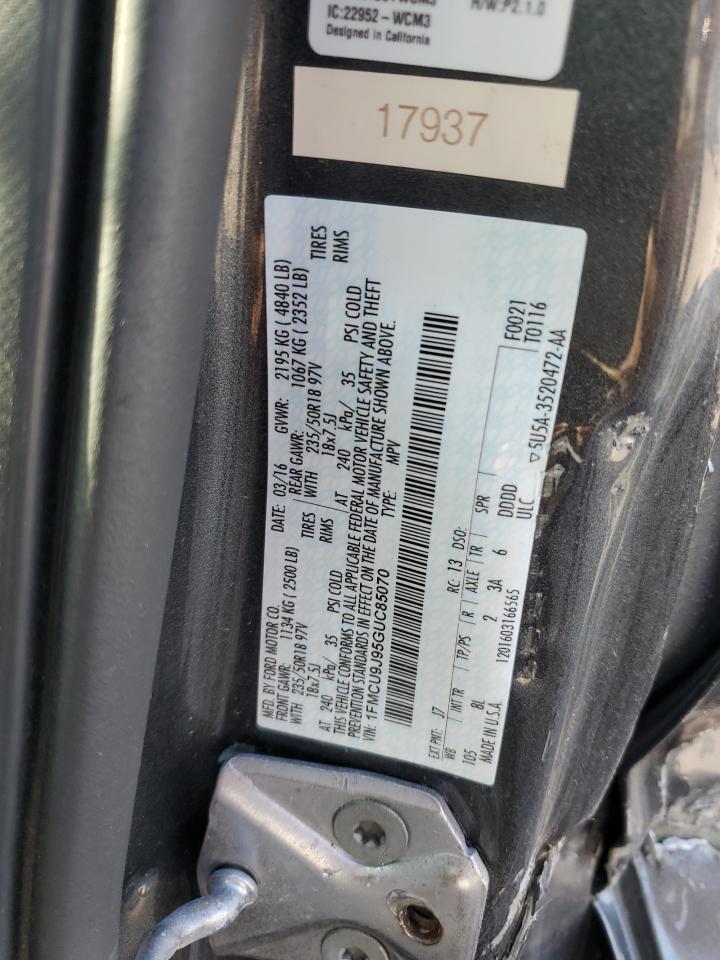 IC:22952-WCM3
H/W:P2.1.0
Designed in California
17937
MFD. BY FORD MOTOR CO.
DATE: 03/16 GVWR: 2195 KG ( 4840 LB)
FRONT GAWR: 1134 KG ( 2500 LB) REAR GAWR: 1067 KG ( 2352 LB)
WITH 235/50R18 97V TIRES WITH 235/50R18 97V TIRES
18x7.5J RIMS 18x7.5J RIMS
AT 240 kPa/ 35 PSI COLD AT 240 kPa/ 35 PSI COLD
THIS VEHICLE CONFORMS TO ALL APPLICABLE FEDERAL MOTOR VEHICLE SAFETY AND THEFT
PREVENTION STANDARDS IN EFFECT ON THE DATE OF MANUFACTURE SHOWN ABOVE.
VIN: 1FMCU9J95GUC85070 TYPE: MPV
EXT PNT: J7 RC: 13 DSO: F0021
WB INT TR TP/PS R AXLE TR SPR T0116
105 8L 2 3A 6 DDDD
MADE IN U.S.A. 1201603166565 ULC
▽5U5A-3520472-AA